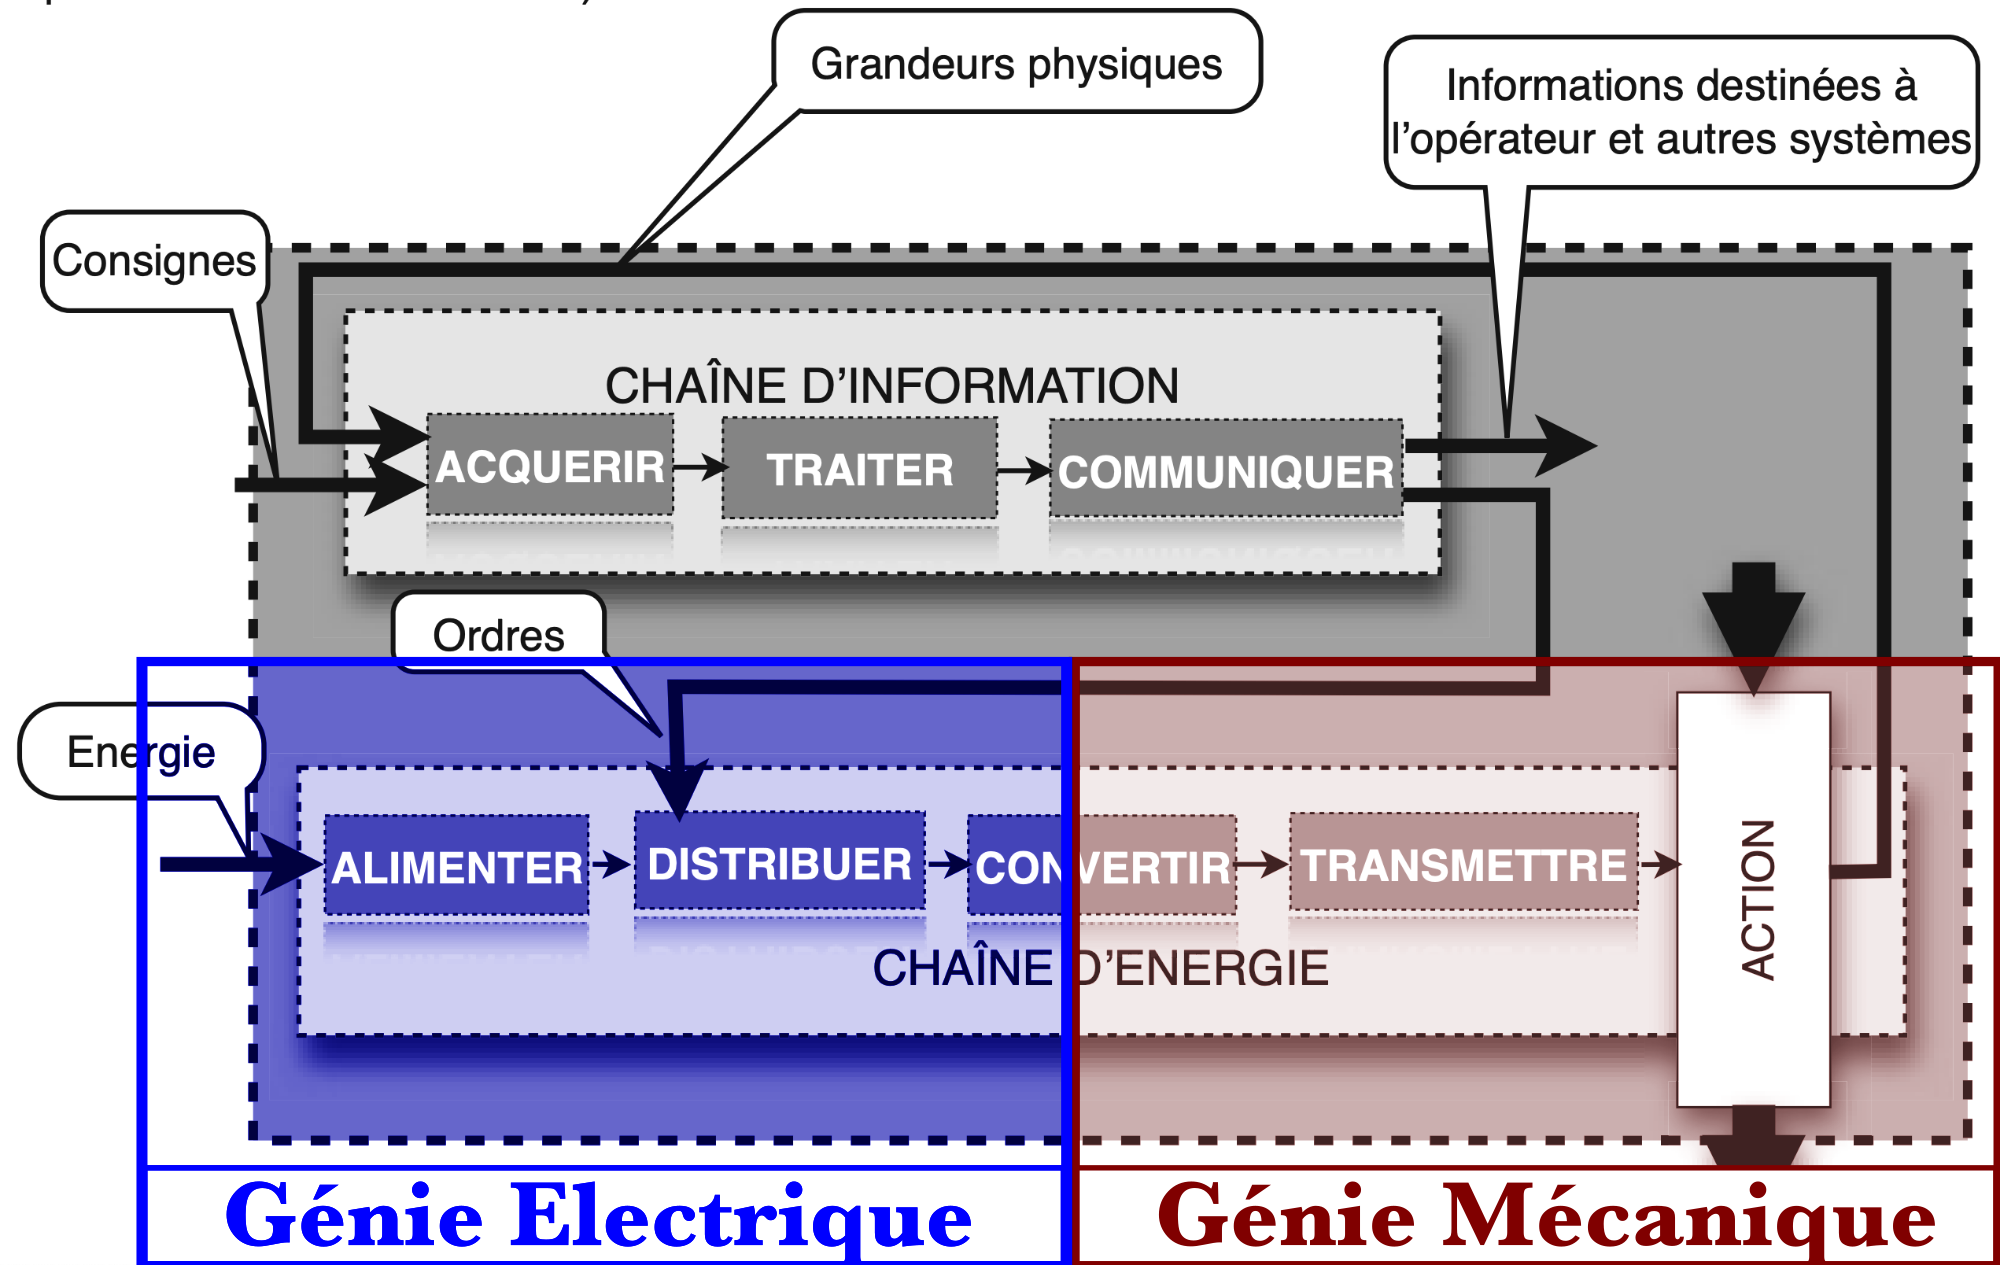 Grandeurs physiques
Informations destinées à
l'opérateur et autres systèmes
Consignes
CHAÎNE D'INFORMATION
ACQUERIR
TRAITER
COMMUNIQUER
Ordres
Energie
ALIMENTER
DISTRIBUER
CONVERTIR
TRANSMETTRE
ACTION
CHAÎNE D'ENERGIE
Génie Electrique
Génie Mécanique